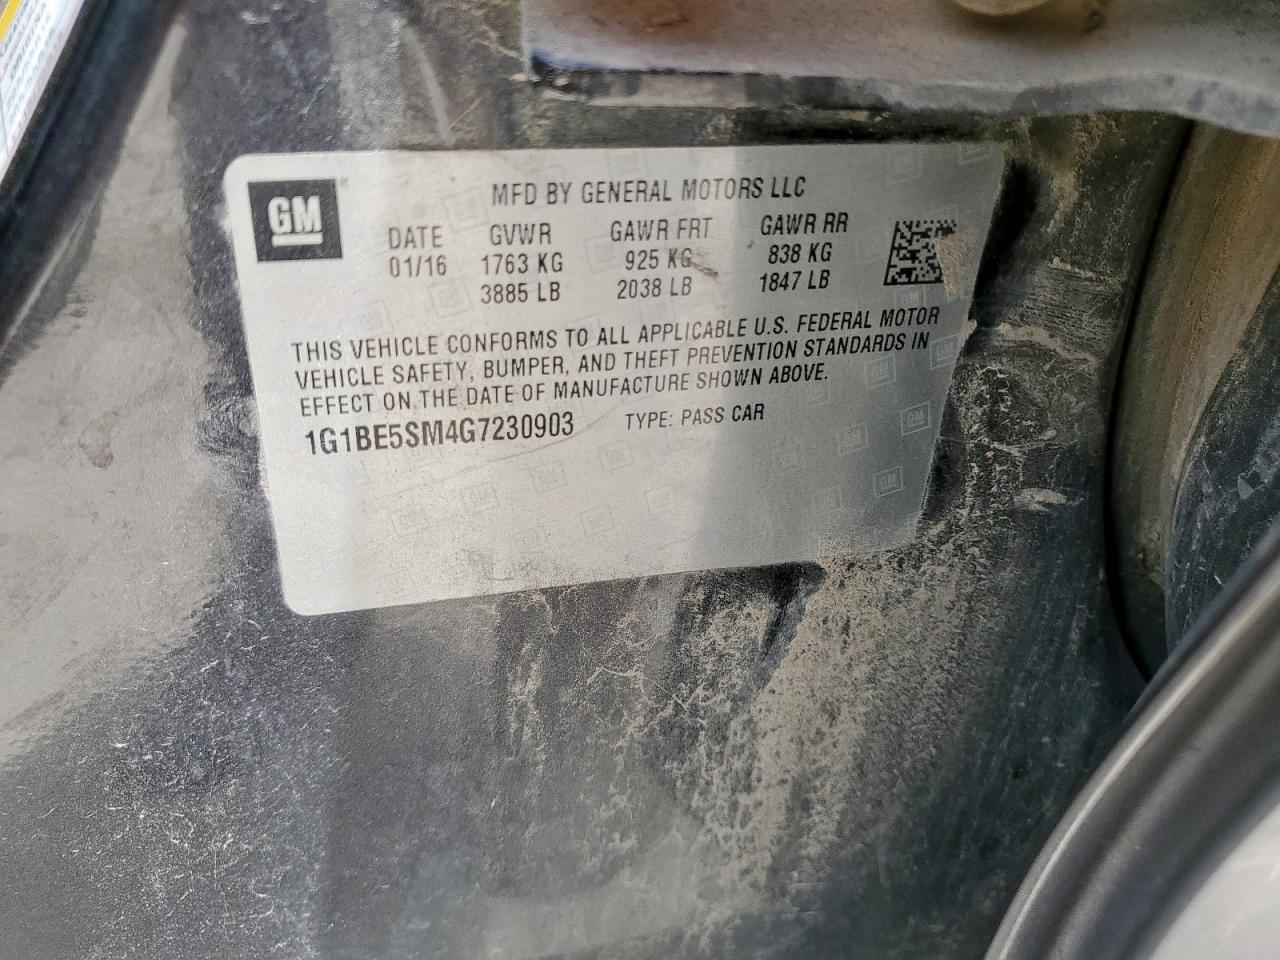 GM
MFD BY GENERAL MOTORS LLC
DATE GVWR GAWR FRT GAWR RR
01/16 1763 KG 925 KG 838 KG
3885 LB 2038 LB 1847 LB
THIS VEHICLE CONFORMS TO ALL APPLICABLE U.S. FEDERAL MOTOR
VEHICLE SAFETY, BUMPER, AND THEFT PREVENTION STANDARDS IN
EFFECT ON THE DATE OF MANUFACTURE SHOWN ABOVE.
1G1BE5SM4G7230903 TYPE: PASS CAR